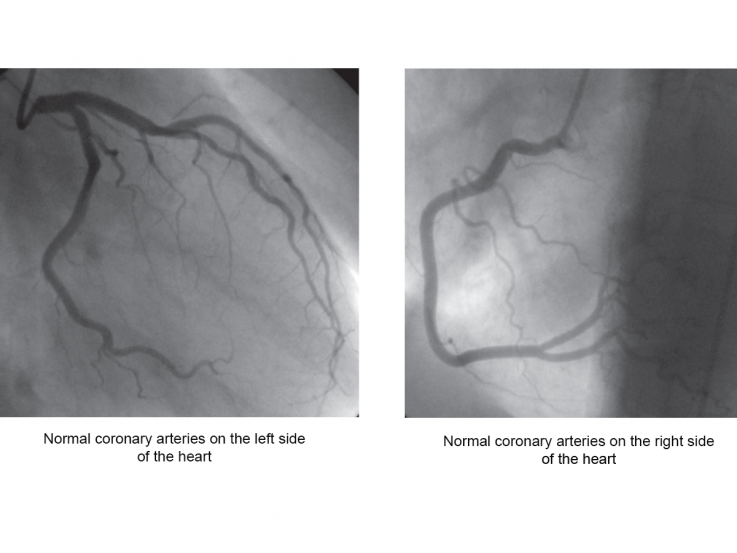 Normal coronary arteries on the left side
of the heart
Normal coronary arteries on the right side
of the heart